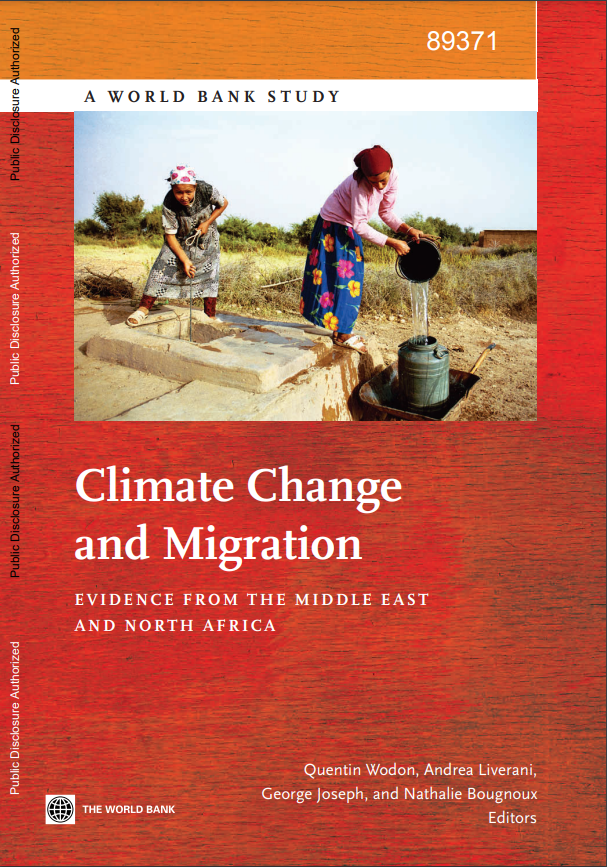 89371
A WORLD BANK STUDY
Public Disclosure Authorized
Public Disclosure Authorized
Public Disclosure Authorized
Public Disclosure Authorized
Climate Change
and Migration
EVIDENCE FROM THE MIDDLE EAST
AND NORTH AFRICA
Quentin Wodon, Andrea Liverani,
George Joseph, and Nathalie Bougnoux
Editors
THE WORLD BANK